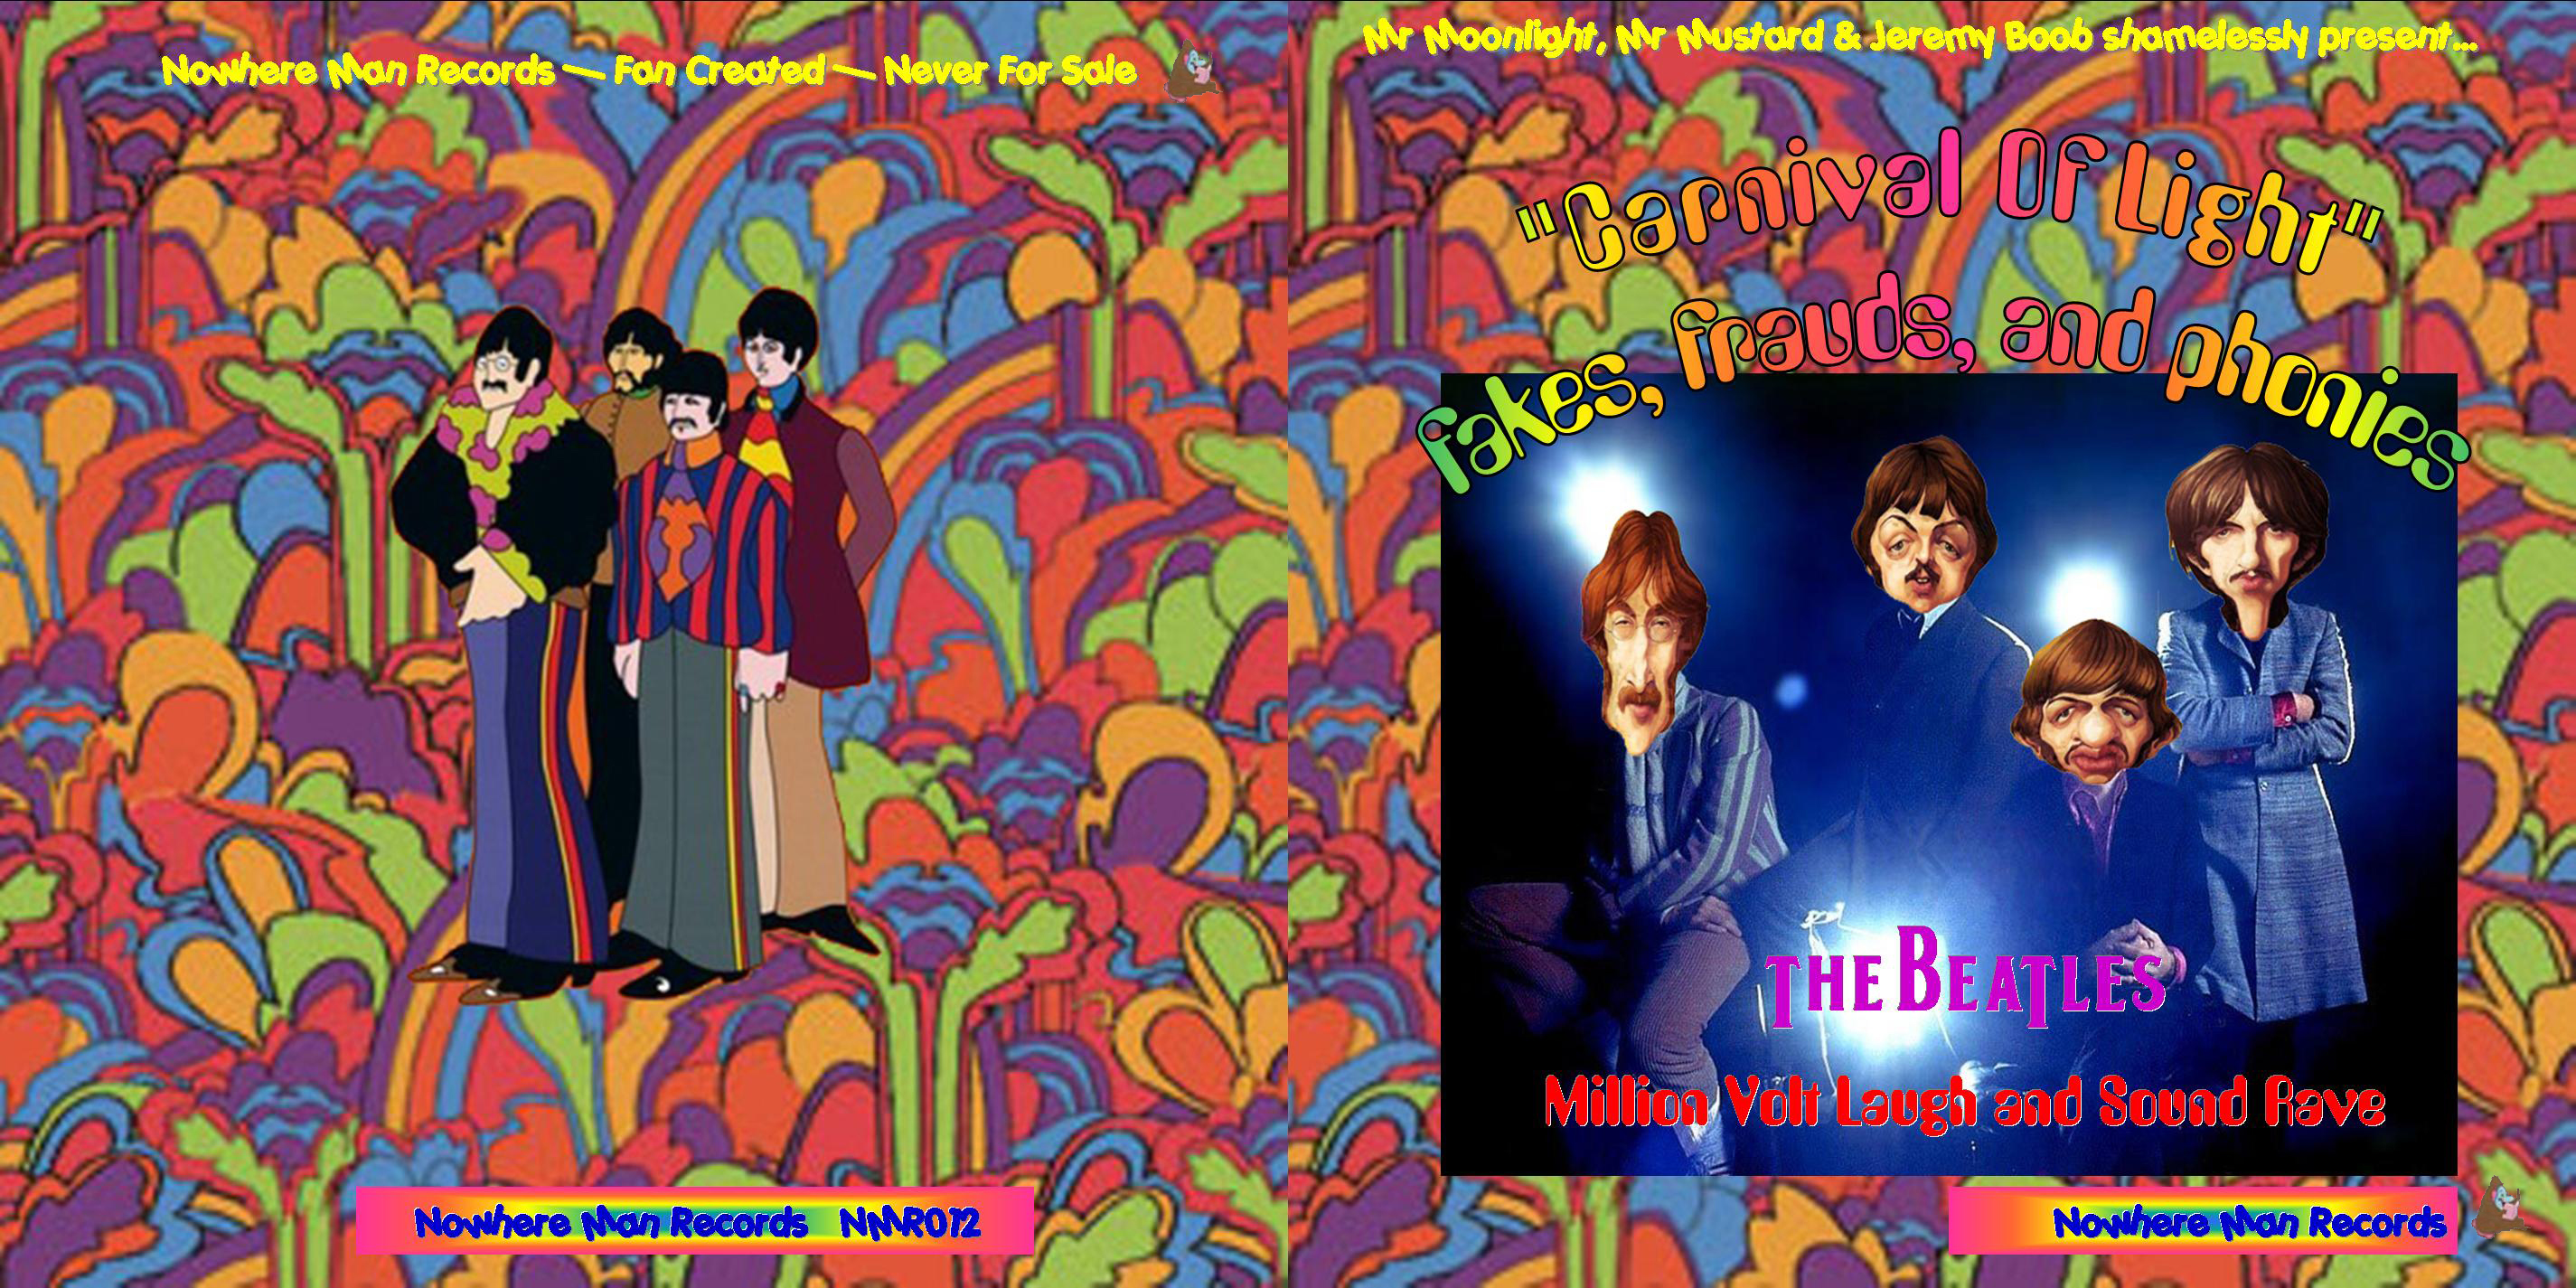 Nowhere Man Records — Fan Created — Never For Sale
Nowhere Man Records NMR012
Mr Moonlight, Mr Mustard & Jeremy Boob shamelessly present...
"Carnival Of Light"
fakes, frauds, and phonies
THE BEATLES
Million Volt Laugh and Sound Rave
Nowhere Man Records